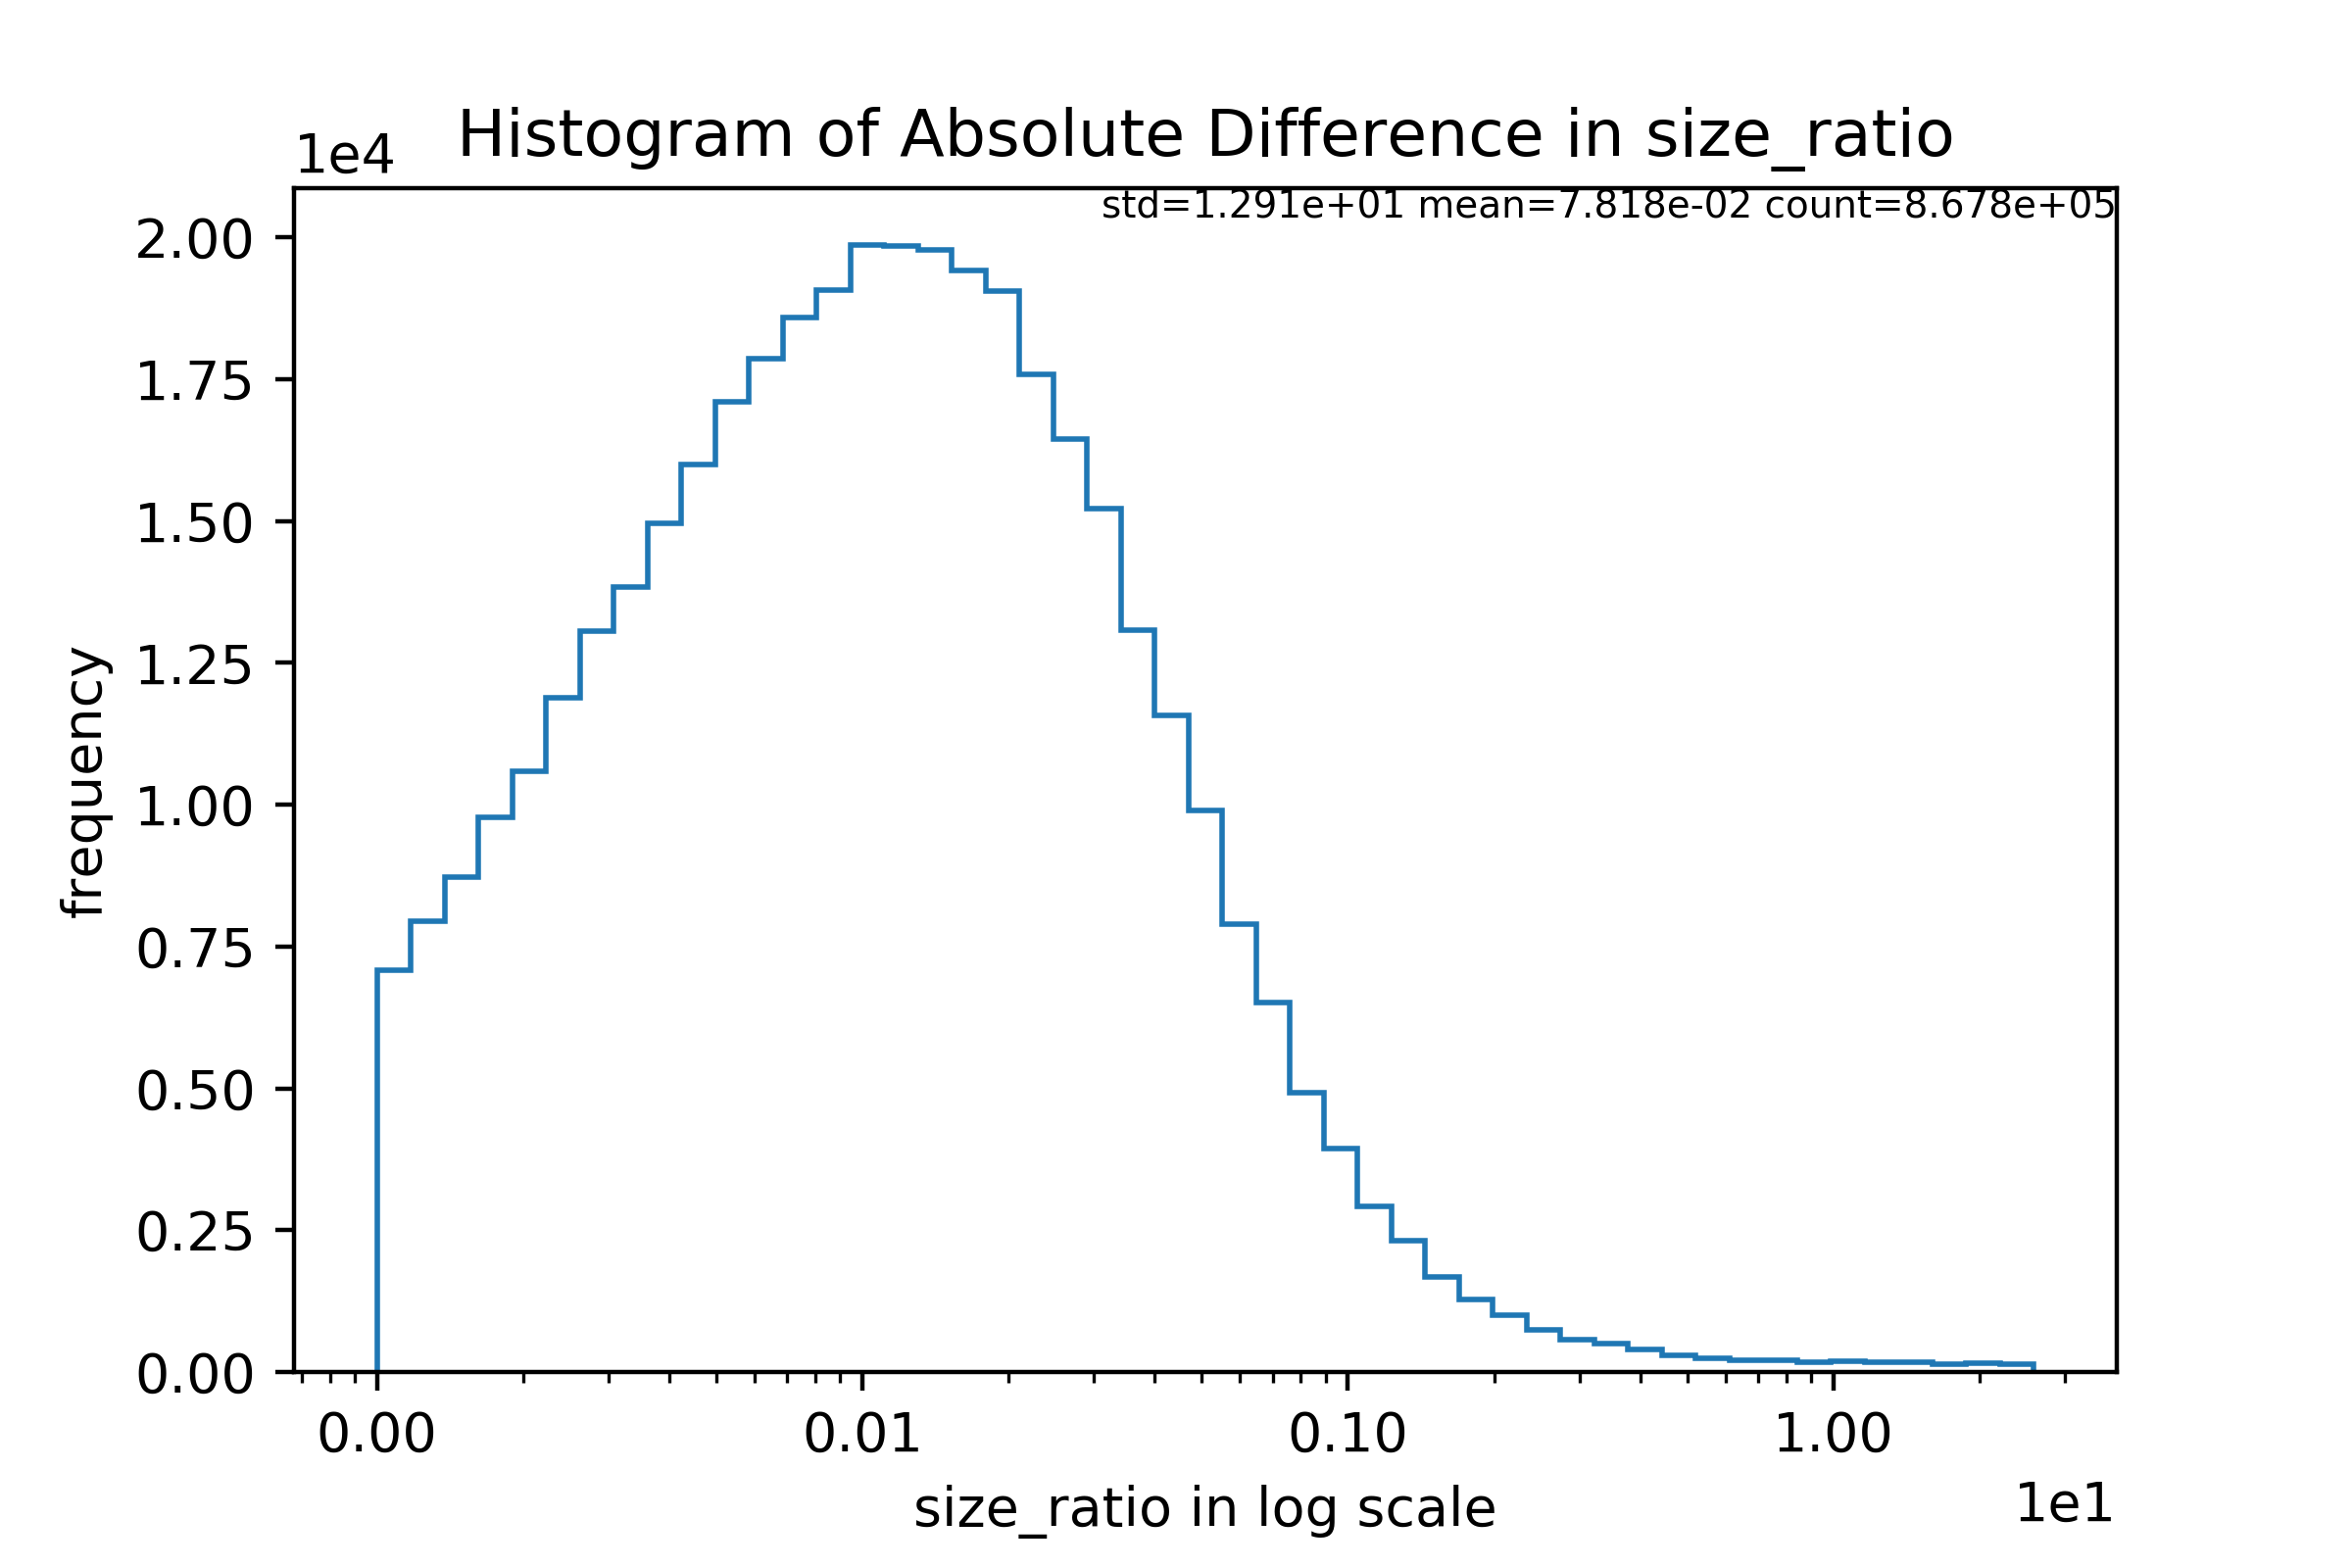 Histogram of Absolute Difference in size_ratio
1e4
std=1.291e+01 mean=7.818e-02 count=8.678e+05
2.00
1.75
1.50
1.25
1.00
0.75
0.50
0.25
0.00
frequency
0.00 0.01 0.10 1.00
size_ratio in log scale
1e1